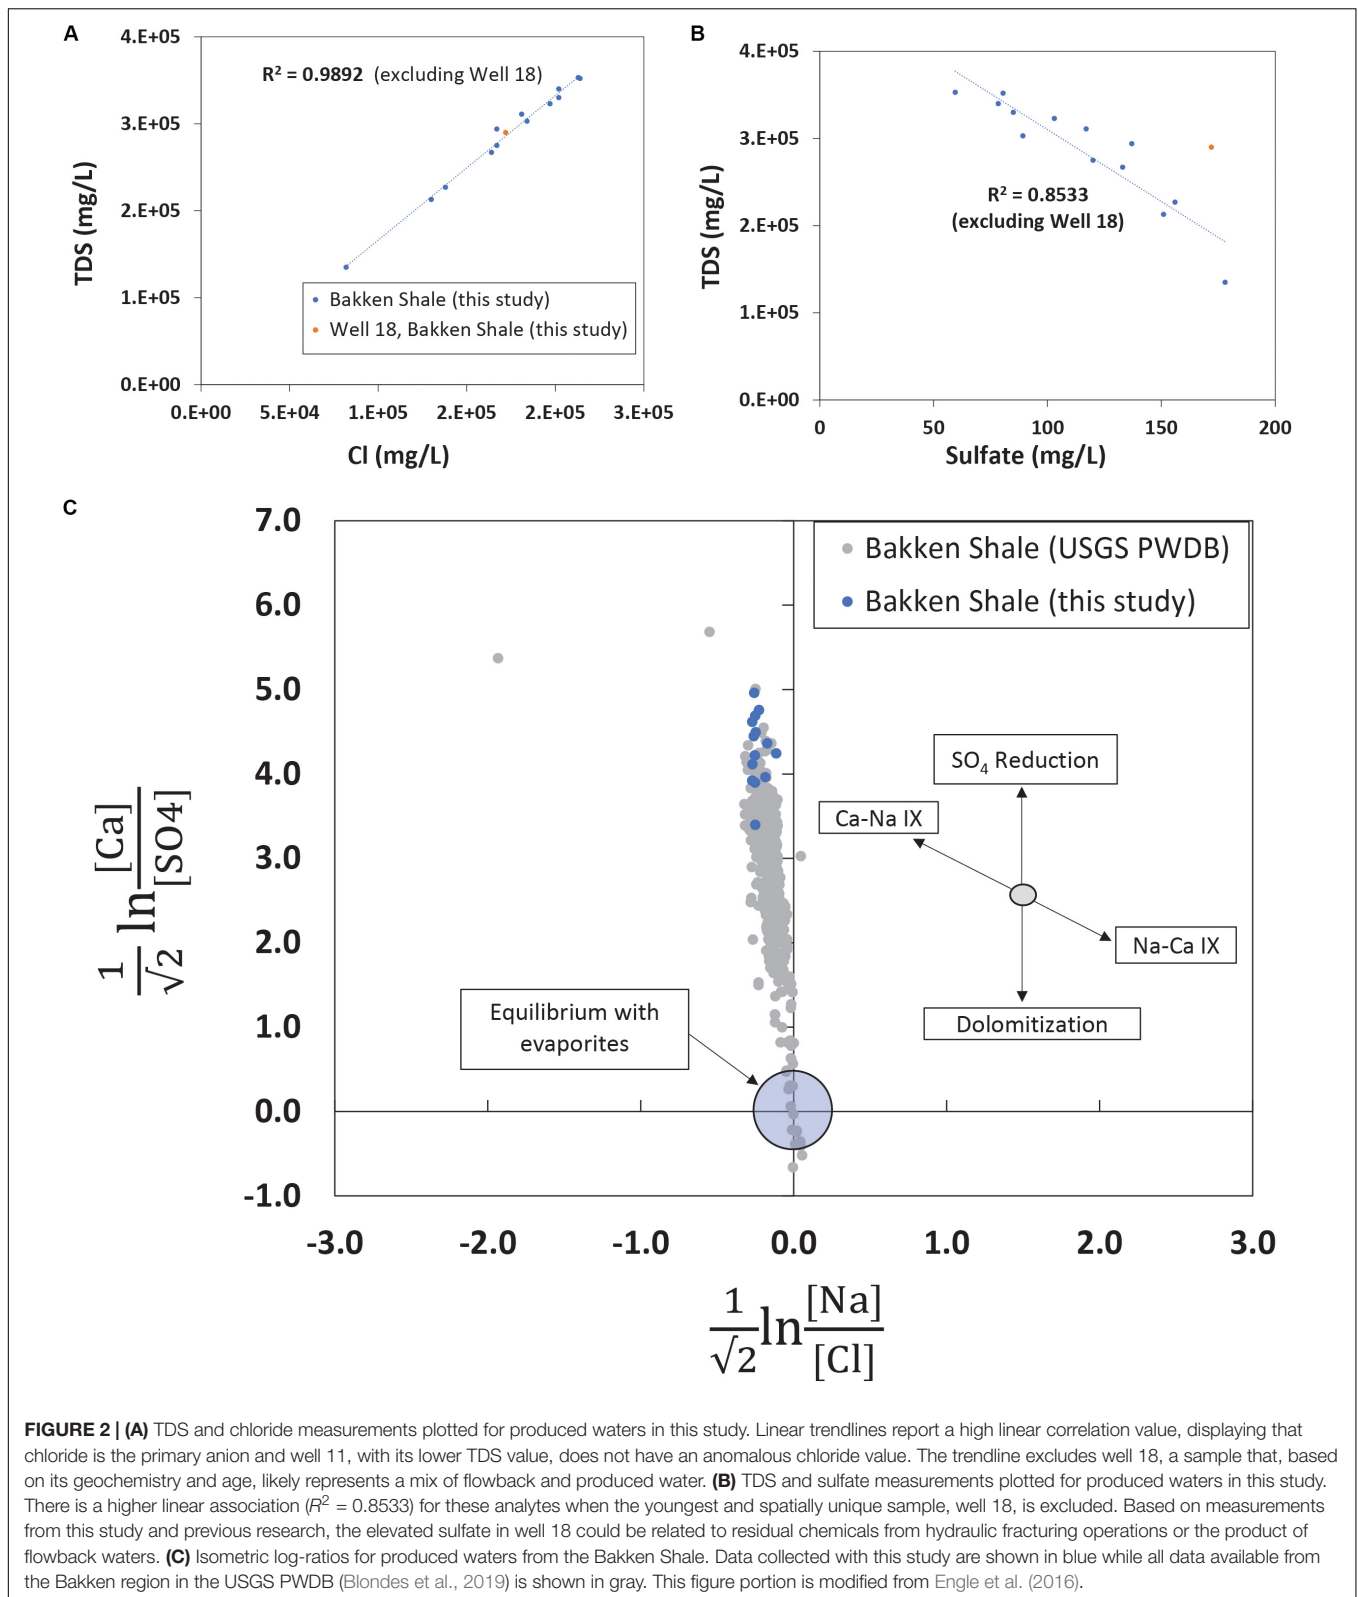 A
4.E+05
3.E+05
2.E+05
1.E+05
0.E+00
TDS (mg/L)
R² = 0.9892 (excluding Well 18)
Bakken Shale (this study)
Well 18, Bakken Shale (this study)
0.E+00 5.E+04 1.E+05 2.E+05 2.E+05 3.E+05
Cl (mg/L)
B
4.E+05
3.E+05
2.E+05
1.E+05
0.E+00
TDS (mg/L)
R² = 0.8533
(excluding Well 18)
0 50 100 150 200
Sulfate (mg/L)
C
7.0
6.0
5.0
4.0
3.0
2.0
1.0
0.0
-1.0
1/√2 ln [Ca]/[SO4]
Bakken Shale (USGS PWDB)
Bakken Shale (this study)
SO₄ Reduction
Ca-Na IX
Na-Ca IX
Dolomitization
Equilibrium with
evaporites
-3.0 -2.0 -1.0 0.0 1.0 2.0 3.0
1/√2 ln [Na]/[Cl]
FIGURE 2 | (A) TDS and chloride measurements plotted for produced waters in this study. Linear trendlines report a high linear correlation value, displaying that
chloride is the primary anion and well 11, with its lower TDS value, does not have an anomalous chloride value. The trendline excludes well 18, a sample that, based
on its geochemistry and age, likely represents a mix of flowback and produced water. (B) TDS and sulfate measurements plotted for produced waters in this study.
There is a higher linear association (R² = 0.8533) for these analytes when the youngest and spatially unique sample, well 18, is excluded. Based on measurements
from this study and previous research, the elevated sulfate in well 18 could be related to residual chemicals from hydraulic fracturing operations or the product of
flowback waters. (C) Isometric log-ratios for produced waters from the Bakken Shale. Data collected with this study are shown in blue while all data available from
the Bakken region in the USGS PWDB (Blondes et al., 2019) is shown in gray. This figure portion is modified from Engle et al. (2016).